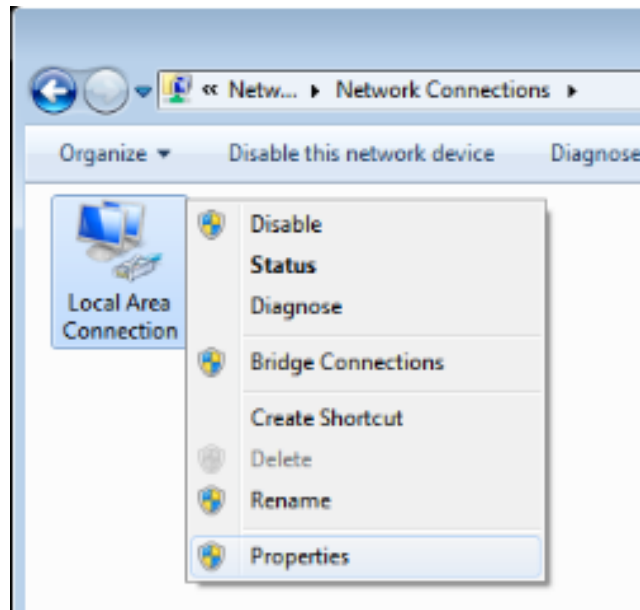 « Netw... ▸ Network Connections ▸
Organize ▾ Disable this network device Diagnose
Local Area
Connection
Disable
Status
Diagnose
Bridge Connections
Create Shortcut
Delete
Rename
Properties